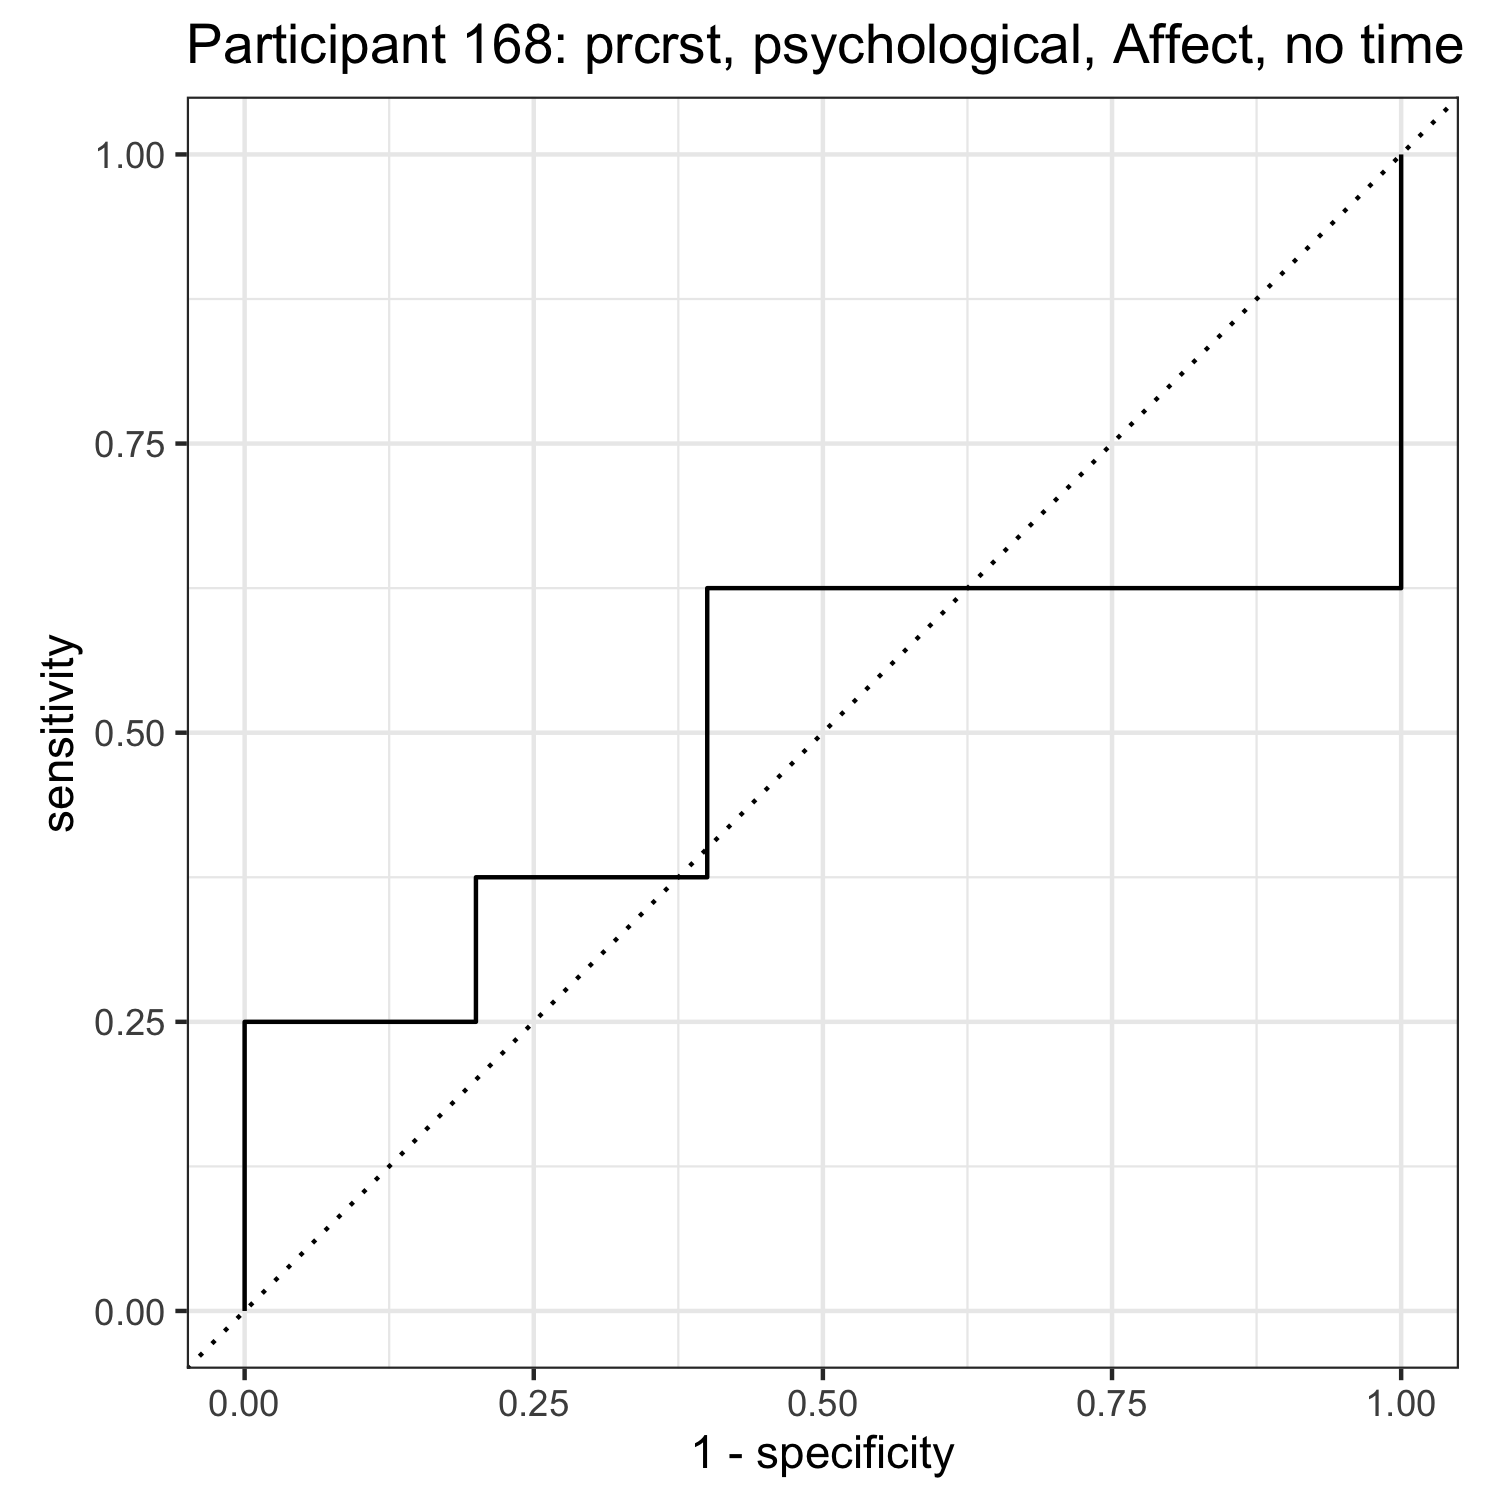 Participant 168: prcrst, psychological, Affect, no time
1.00
0.75
0.50
0.25
0.00
sensitivity
0.00 0.25 0.50 0.75 1.00
1 - specificity